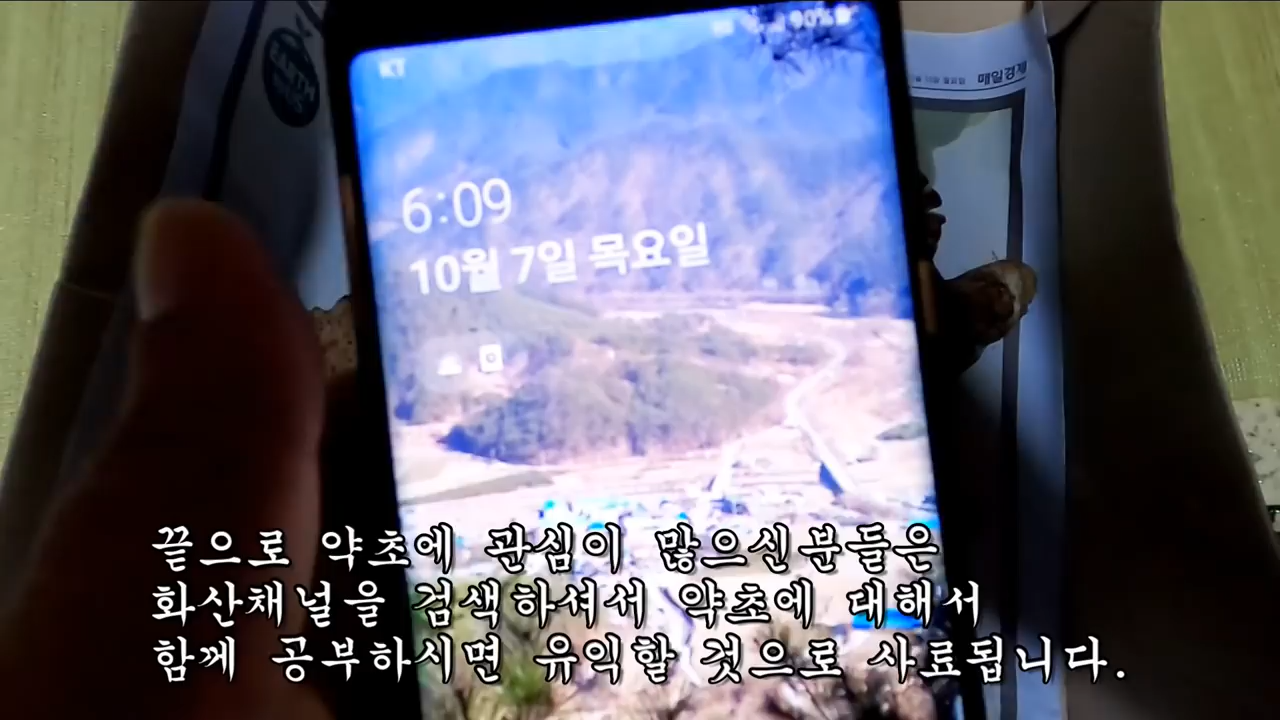 KT
90%
EARTH
매일경제
6:09
10월 7일 목요일
끝으로 약초에 관심이 많으신분들은
화산채널을 검색하셔서 약초에 대해서
함께 공부하시면 유익할 것으로 사료됩니다.